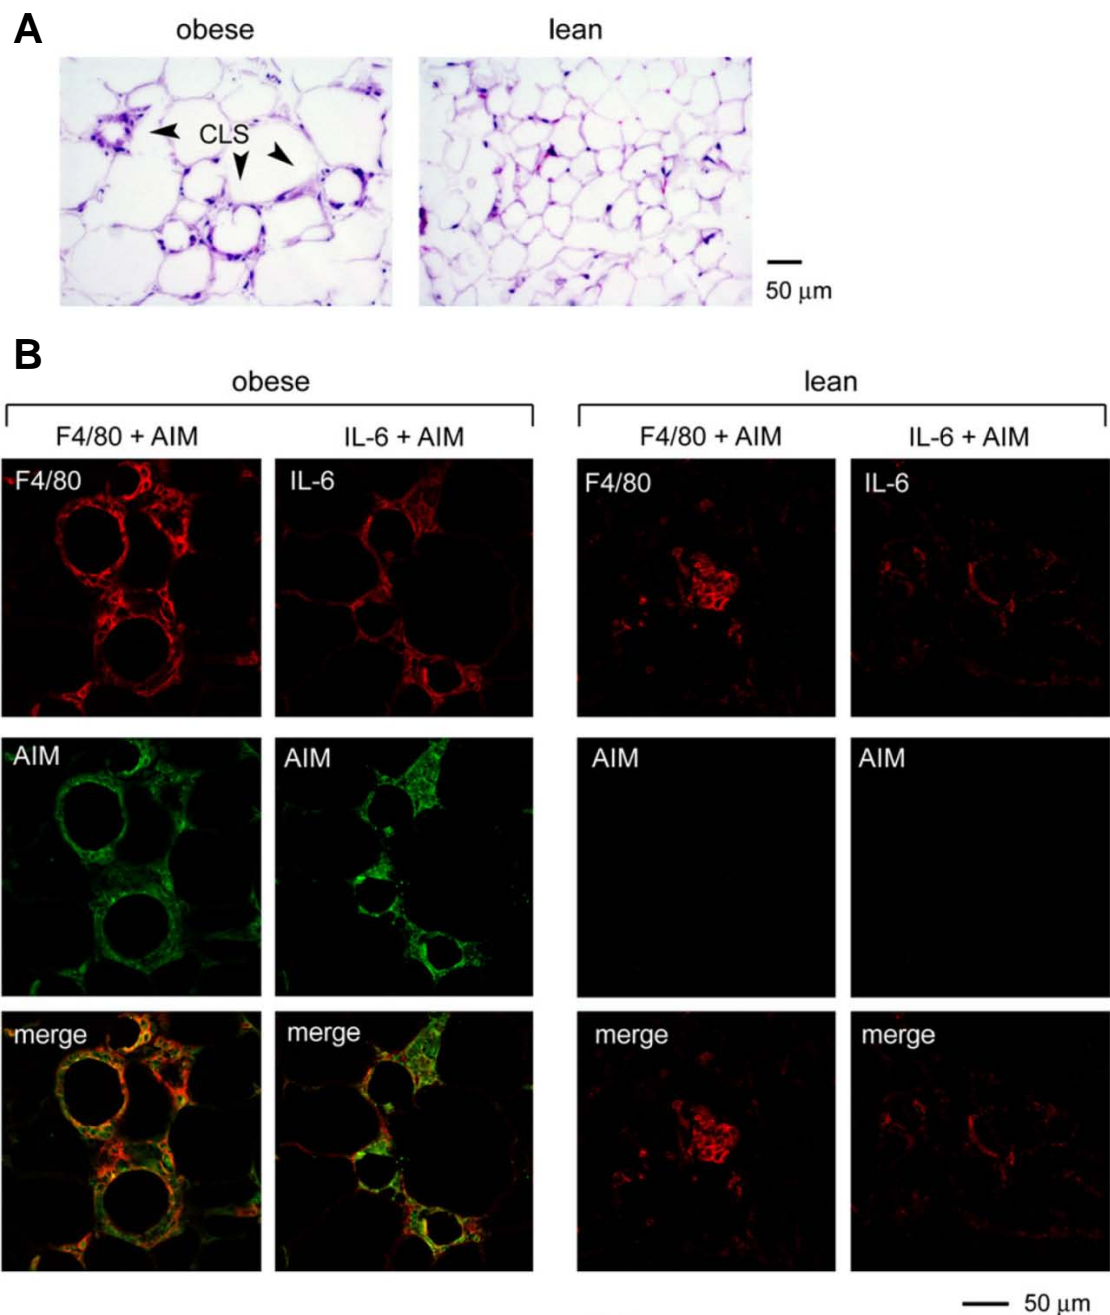 A
obese
lean
CLS
50 μm
B
obese
lean
F4/80 + AIM
IL-6 + AIM
F4/80 + AIM
IL-6 + AIM
F4/80
IL-6
F4/80
IL-6
AIM
AIM
AIM
AIM
merge
merge
merge
merge
50 μm